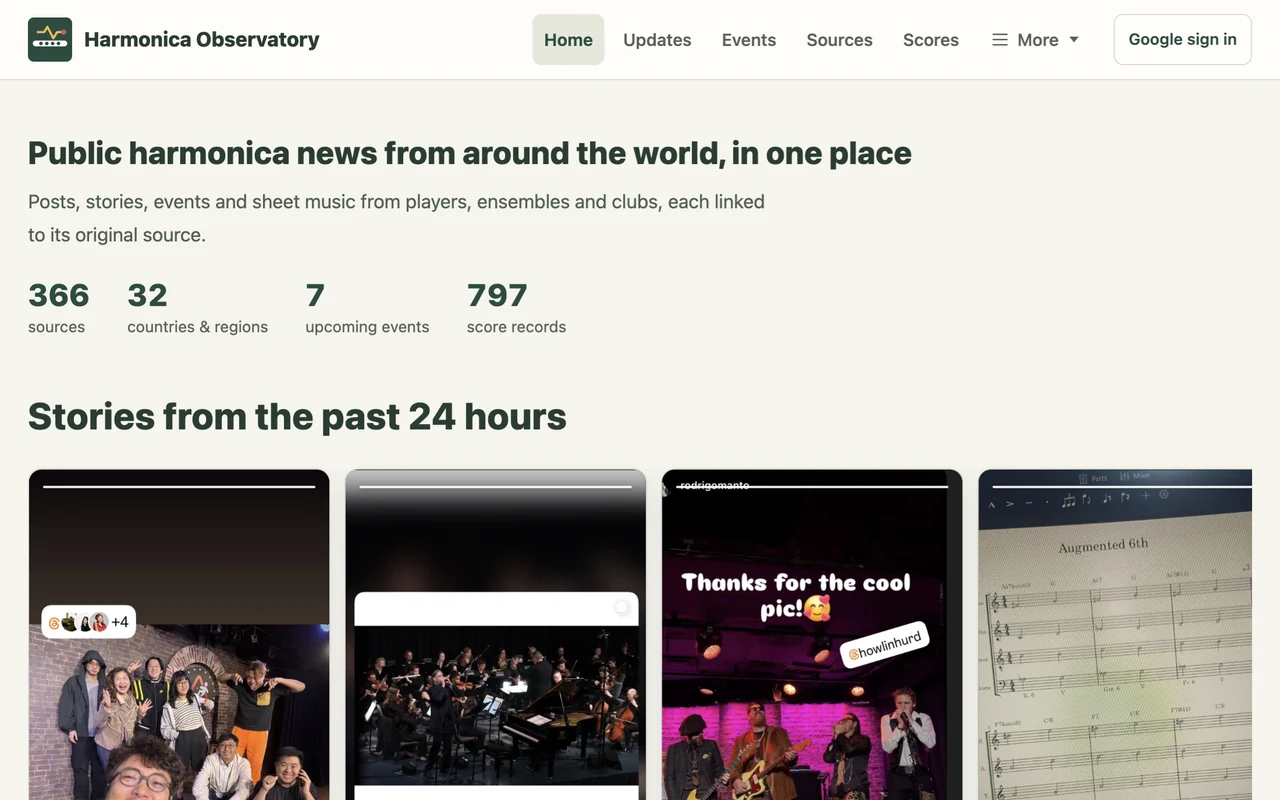 Harmonica Observatory
Home
Updates
Events
Sources
Scores
More
Google sign in
Public harmonica news from around the world, in one place
Posts, stories, events and sheet music from players, ensembles and clubs, each linked
to its original source.
366
sources
32
countries & regions
7
upcoming events
797
score records
Stories from the past 24 hours
+4
rodrigomanto
Thanks for the cool
pic!🥰
@howlinhurd
Parts
Augmented 6th